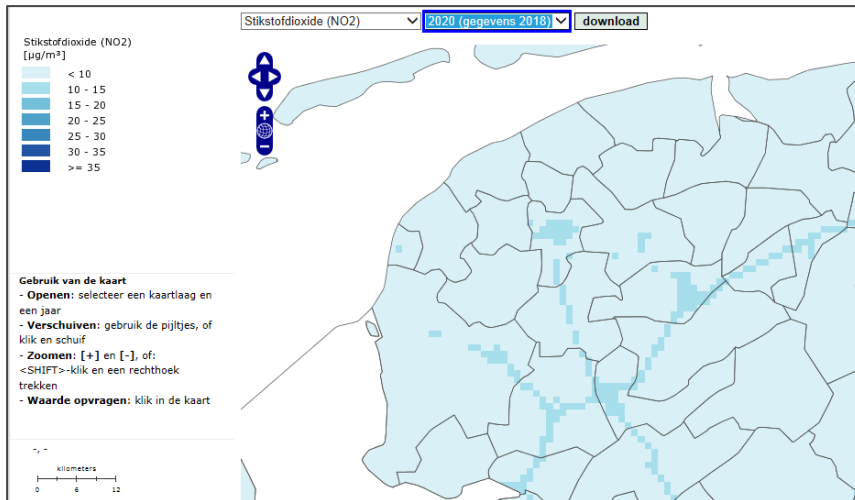 Stikstofdioxide (NO2) 2020 (gegevens 2018) download
Stikstofdioxide (NO2)
[µg/m³]
< 10
10 - 15
15 - 20
20 - 25
25 - 30
30 - 35
>= 35
Gebruik van de kaart
- Openen: selecteer een kaartlaag en
een jaar
- Verschuiven: gebruik de pijltjes, of
klik en schuif
- Zoomen: [+] en [-], of:
<SHIFT>-klik en een rechthoek
trekken
- Waarde opvragen: klik in de kaart
-, -
kilometers
0 6 12